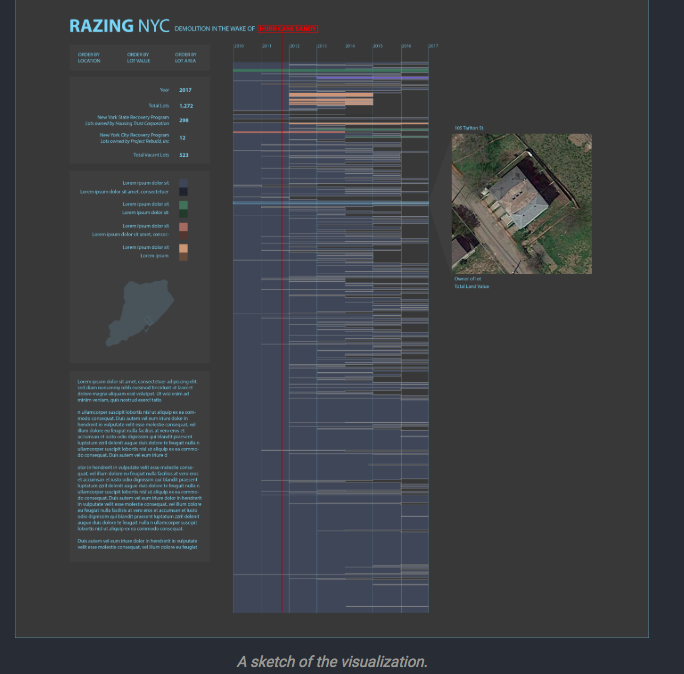 RAZING NYC DEMOLITION IN THE WAKE OF HURRICANE SANDY
ORDER BY LOCATION
ORDER BY LOT VALUE
ORDER BY LOT AREA
2010 2011 2012 2013 2014 2015 2016 2017
Year 2017
Total Lots 1,272
New York State Recovery Program 298
Lots owned by Housing Trust Corporation
New York City Recovery Program 12
Lots owned by Project Rebuild, Inc
Total Vacant Lots 523
105 Tarlton St
Lorem ipsum dolor sit
Lorem ipsum dolor sit amet, consectetuer
Lorem ipsum dolor sit
Lorem ipsum dolor sit
Lorem ipsum dolor sit
Lorem ipsum dolor sit amet, consec
Lorem ipsum dolor sit
Lorem ipsum
Owner of Lot
Total Land Value
Lorem ipsum dolor sit amet, consectetuer adipiscing elit,
sed diam nonummy nibh euismod tincidunt ut laoreet
dolore magna aliquam erat volutpat. Ut wisi enim ad
minim veniam, quis nostrud exerci tatio
n ullamcorper suscipit lobortis nisl ut aliquip ex ea com-
modo consequat. Duis autem vel eum iriure dolor in
hendrerit in vulputate velit esse molestie consequat, vel
illum dolore eu feugiat nulla facilisis at vero eros et
accumsan et iusto odio dignissim qui blandit praesent
luptatum zzril delenit augue duis dolore te feugait nulla n
ullamcorper suscipit lobortis nisl ut aliquip ex ea commo-
do consequat. Duis autem vel eum iriure d
olor in hendrerit in vulputate velit esse molestie conse-
quat, vel illum dolore eu feugiat nulla facilisis at vero eros
et accumsan et iusto odio dignissim qui blandit praesent
luptatum zzril delenit augue duis dolore te feugait nulla n
ullamcorper suscipit lobortis nisl ut aliquip ex ea commo-
do consequat. Duis autem vel eum iriure dolor in hendrerit
in vulputate velit esse molestie consequat, vel illum dolore
eu feugiat nulla facilisis at vero eros et accumsan et iusto
odio dignissim qui blandit praesent luptatum zzril delenit
augue duis dolore te feugait nulla n ullamcorper suscipit
lobortis nisl ut aliquip ex ea commodo consequat.
Duis autem vel eum iriure dolor in hendrerit in vulputate
velit esse molestie consequat, vel illum dolore eu feugiat
A sketch of the visualization.